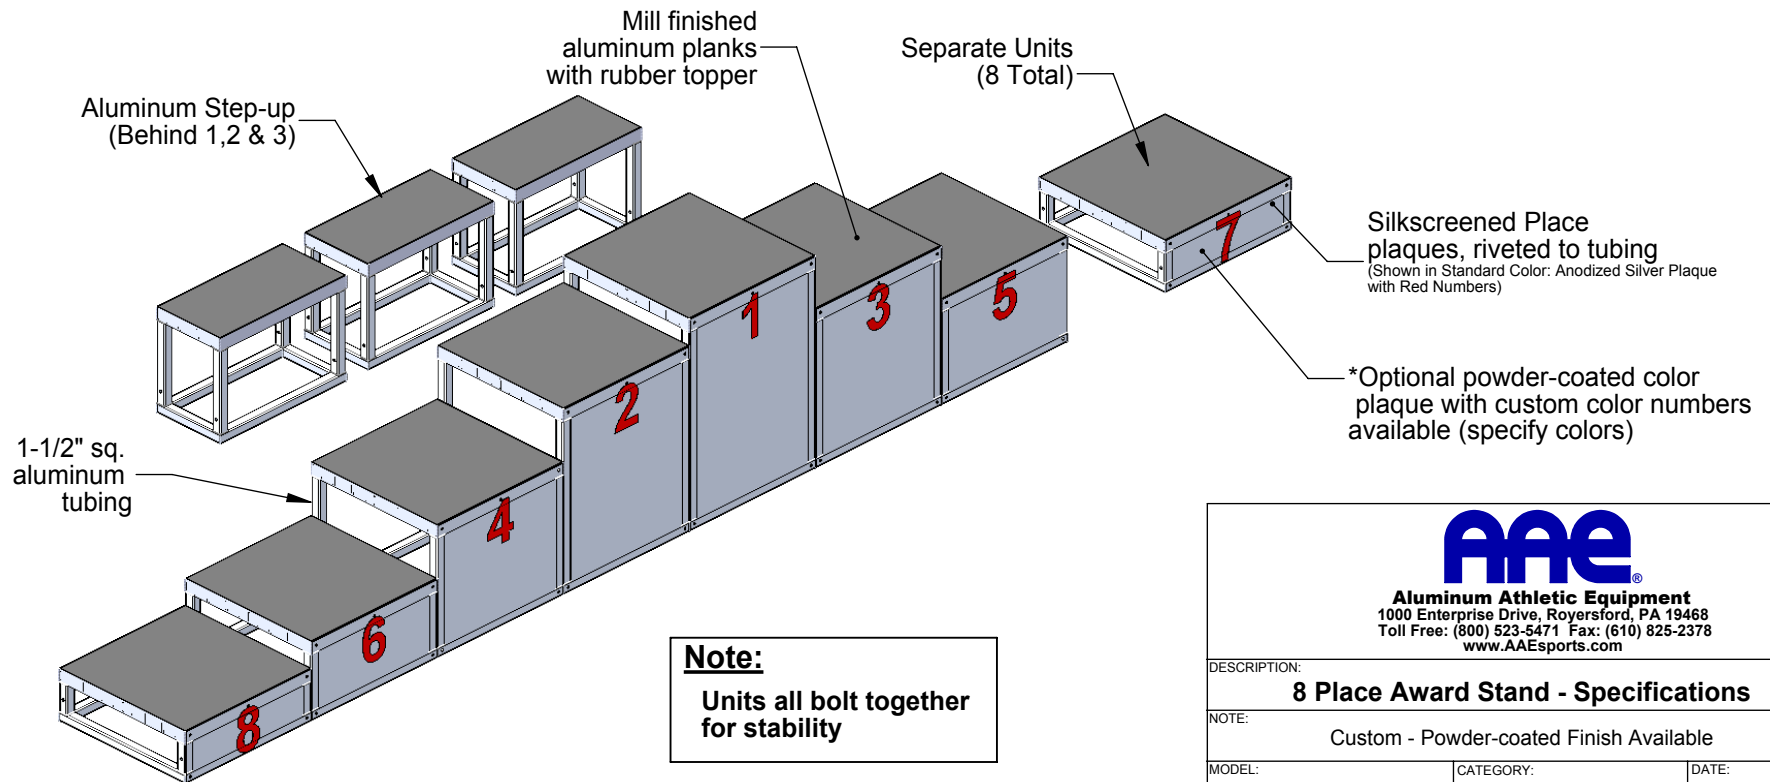 Mill finished
aluminum planks
with rubber topper
Separate Units
(8 Total)
Aluminum Step-up
(Behind 1,2 & 3)
Silkscreened Place
plaques, riveted to tubing
(Shown in Standard Color: Anodized Silver Plaque
with Red Numbers)
*Optional powder-coated color
plaque with custom color numbers
available (specify colors)
1-1/2" sq.
aluminum
tubing
7
1
3
5
2
4
6
8
Note:
Units all bolt together
for stability
AAE®
Aluminum Athletic Equipment
1000 Enterprise Drive, Royersford, PA 19468
Toll Free: (800) 523-5471 Fax: (610) 825-2378
www.AAEsports.com
DESCRIPTION:
8 Place Award Stand - Specifications
NOTE:
Custom - Powder-coated Finish Available
MODEL: CATEGORY: DATE: